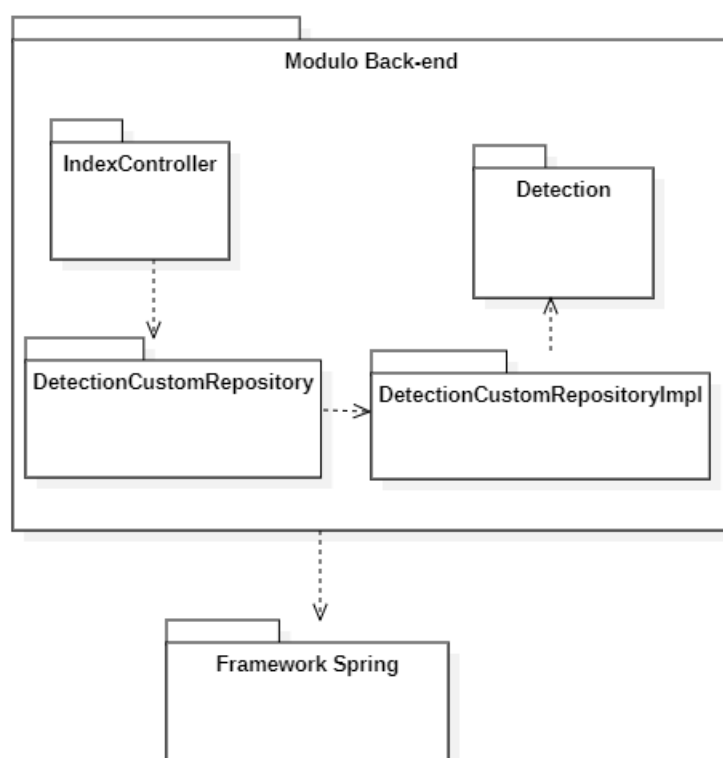 Modulo Back-end
IndexController
Detection
DetectionCustomRepository
DetectionCustomRepositoryImpl
Framework Spring